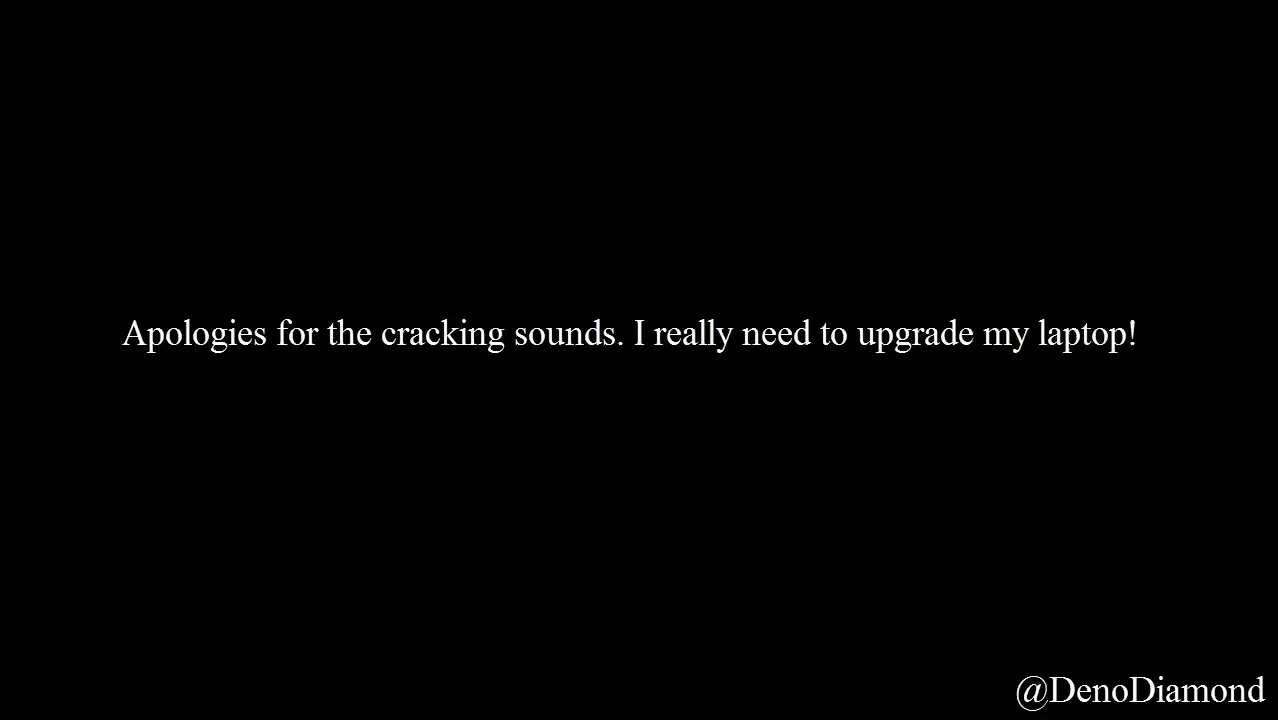 Apologies for the cracking sounds. I really need to upgrade my laptop!
@DenoDiamond